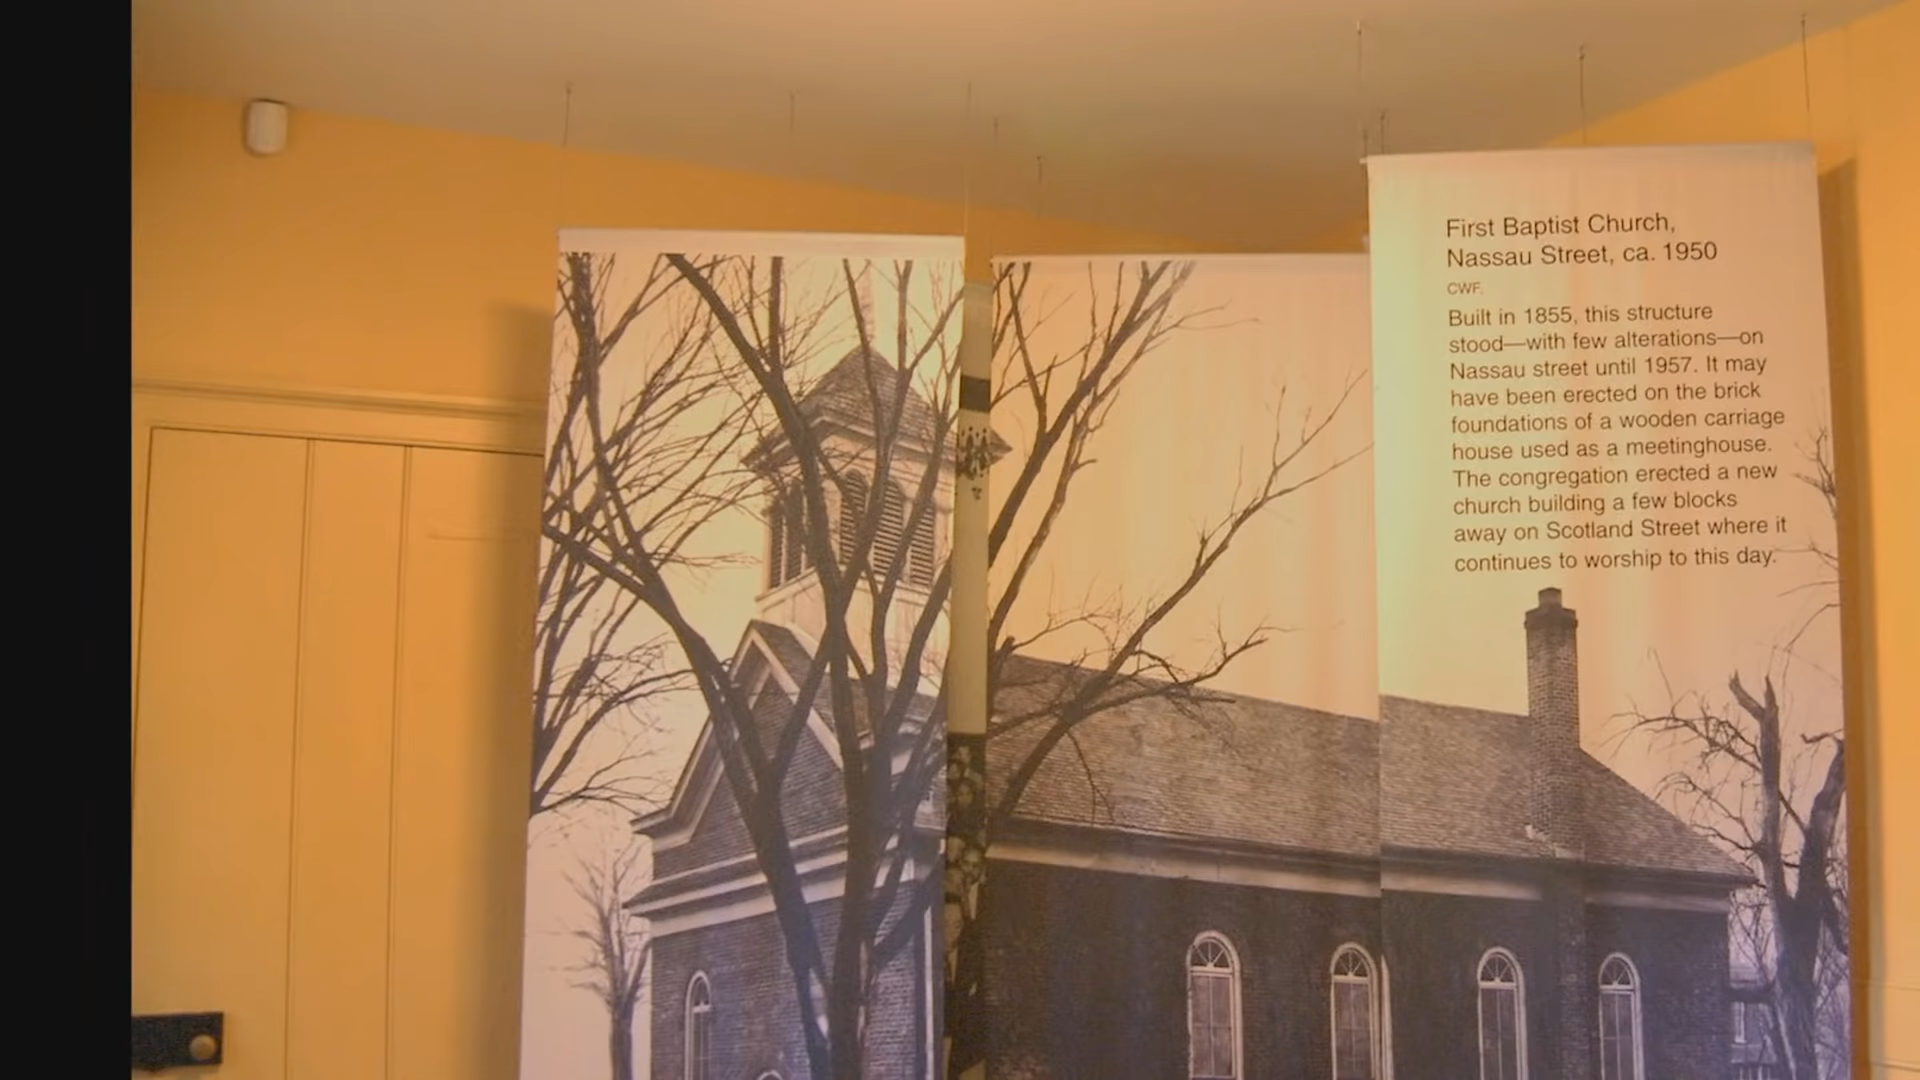 First Baptist Church,
Nassau Street, ca. 1950
CWF.
Built in 1855, this structure
stood—with few alterations—on
Nassau street until 1957. It may
have been erected on the brick
foundations of a wooden carriage
house used as a meetinghouse.
The congregation erected a new
church building a few blocks
away on Scotland Street where it
continues to worship to this day.